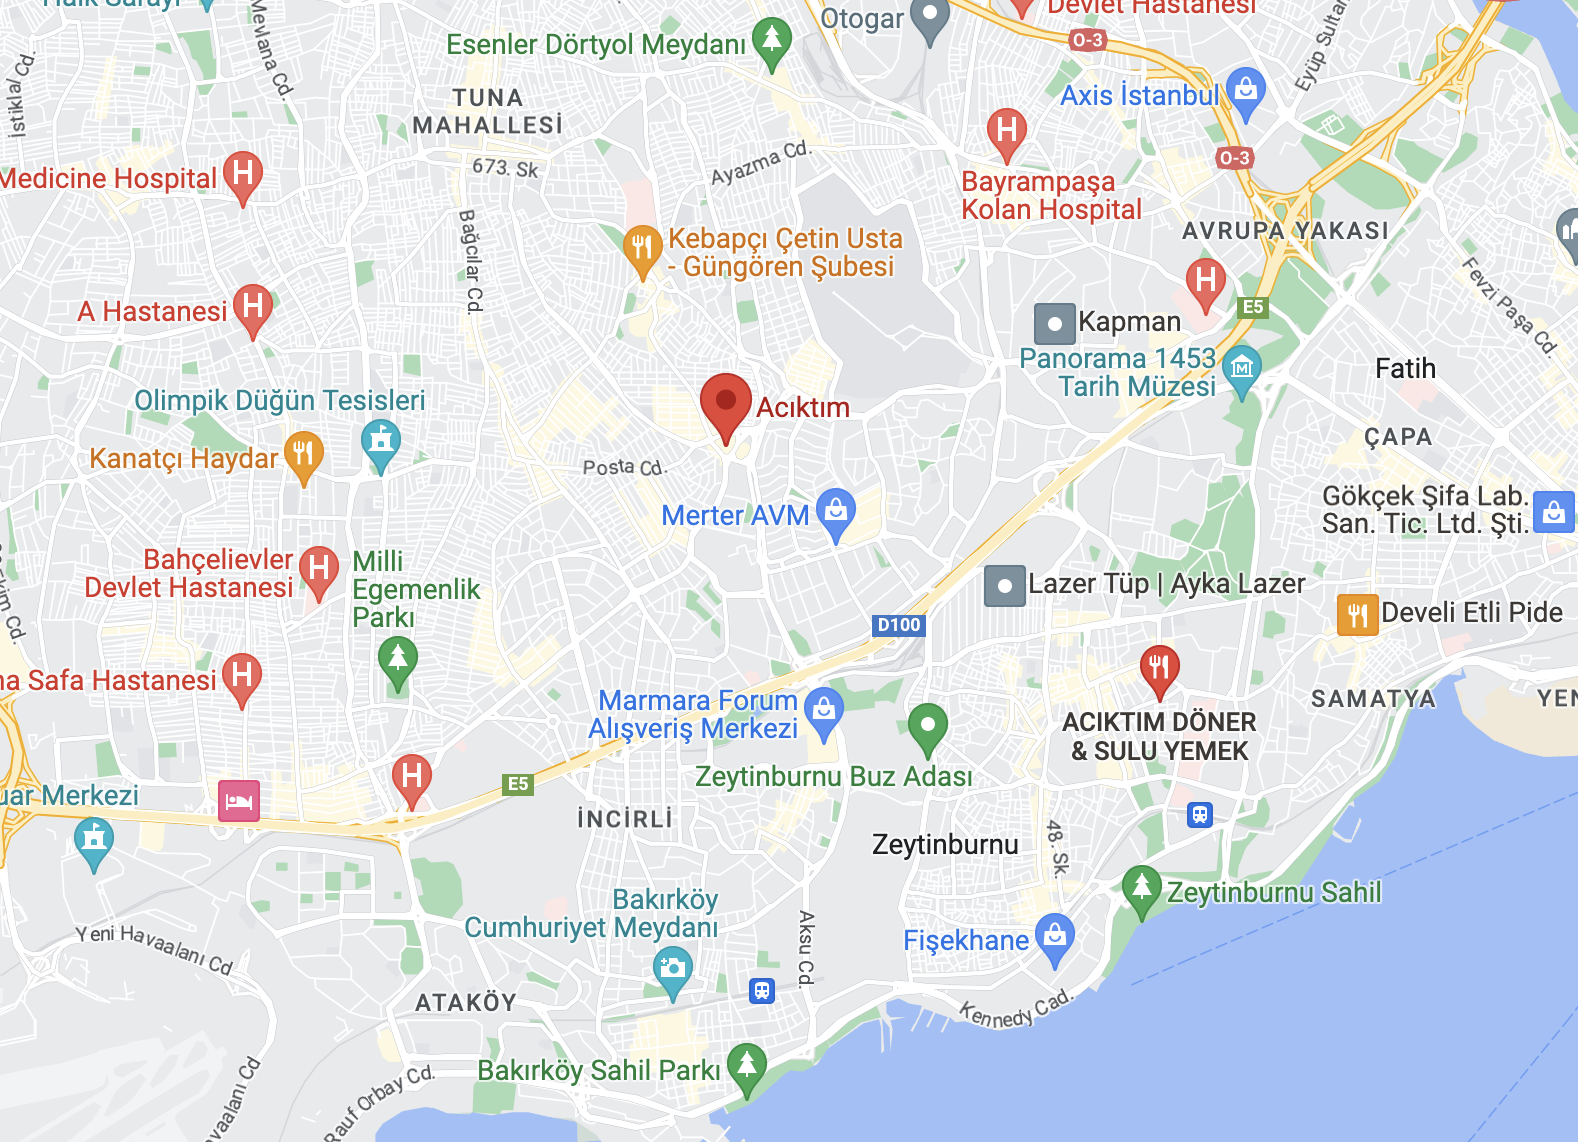 Halk Sarayı
Devlet Hastanesi
Otogar
O-3
Esenler Dörtyol Meydanı
Mevlana Cd.
Eyüp Sultan
İstiklal Cd.
TUNA
MAHALLESİ
Axis İstanbul
673. Sk
Ayazma Cd.
O-3
Medicine Hospital
Bayrampaşa
Kolan Hospital
AVRUPA YAKASI
Bağcılar Cd.
Kebapçı Çetin Usta
- Güngören Şubesi
Fevzi Paşa Cd.
A Hastanesi
E5
Kapman
Panorama 1453
Tarih Müzesi
Fatih
Olimpik Düğün Tesisleri
Acıktım
ÇAPA
Kanatçı Haydar
Posta Cd.
Merter AVM
Gökçek Şifa Lab.
San. Tic. Ltd. Şti.
Bahçelievler
Devlet Hastanesi
Milli
Egemenlik
Parkı
Lazer Tüp | Ayka Lazer
Develi Etli Pide
D100
na Safa Hastanesi
Marmara Forum
Alışveriş Merkezi
SAMATYA
YEN
ACIKTIM DÖNER
& SULU YEMEK
Zeytinburnu Buz Adası
E5
uar Merkezi
İNCİRLİ
Zeytinburnu
48. Sk.
Zeytinburnu Sahil
Bakırköy
Cumhuriyet Meydanı
Yeni Havaalanı Cd
Aksu Cd.
Fişekhane
ATAKÖY
Kennedy Cad.
Bakırköy Sahil Parkı
Rauf Orbay Cd.
vaalanı Cd